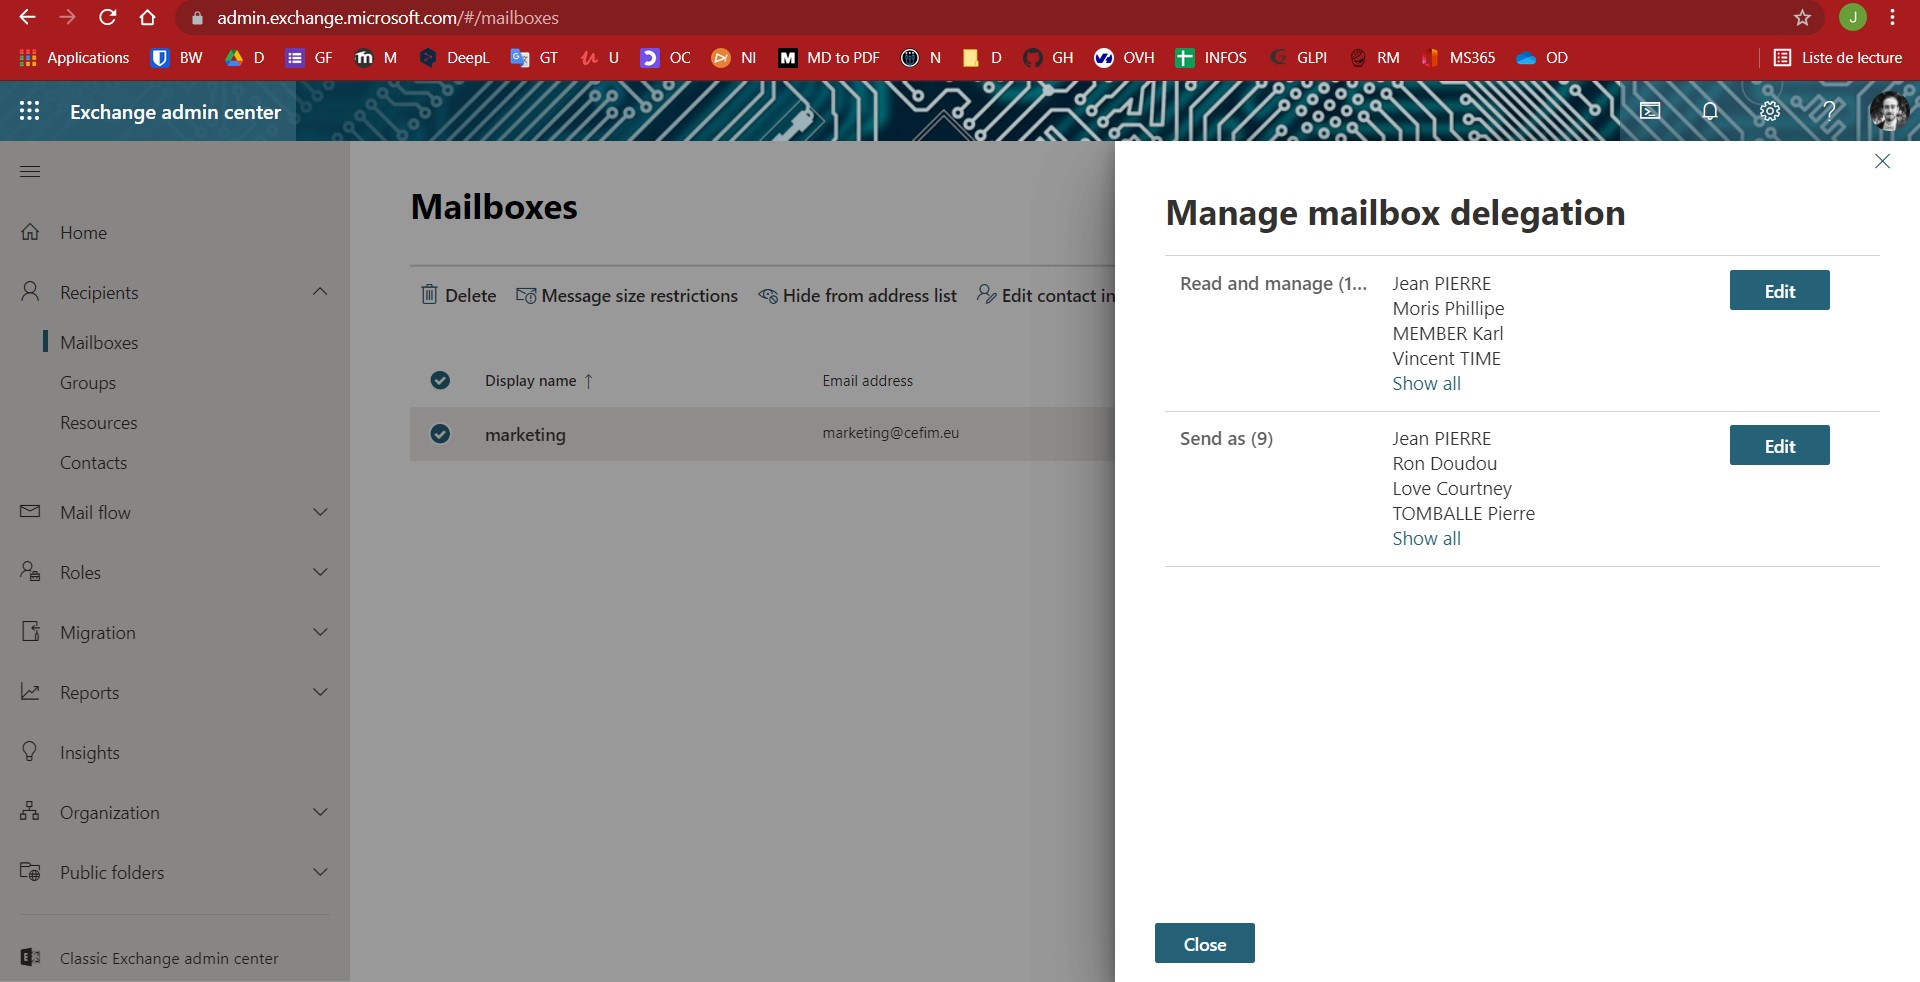 admin.exchange.microsoft.com/#/mailboxes
J
Applications BW D GF M DeepL GT U OC NI MD to PDF N D GH OVH INFOS GLPI RM MS365 OD Liste de lecture
Exchange admin center
Home
Recipients
Mailboxes
Groups
Resources
Contacts
Mail flow
Roles
Migration
Reports
Insights
Organization
Public folders
Classic Exchange admin center
Mailboxes
Delete Message size restrictions Hide from address list Edit contact in
Display name ↑ Email address
marketing marketing@cefim.eu
Manage mailbox delegation
Read and manage (1...
Jean PIERRE
Moris Phillipe
MEMBER Karl
Vincent TIME
Show all
Edit
Send as (9)
Jean PIERRE
Ron Doudou
Love Courtney
TOMBALLE Pierre
Show all
Edit
Close